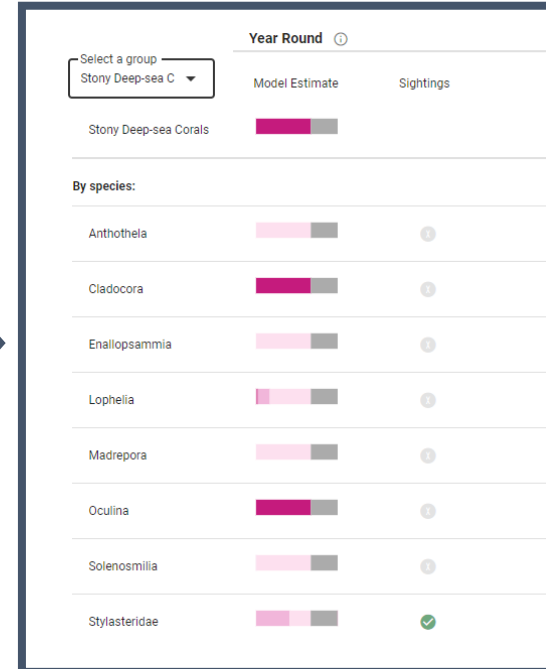 Year Round
Select a group
Stony Deep-sea C
Model Estimate Sightings
Stony Deep-sea Corals
By species:
Anthothela
Cladocora
Enallopsammia
Lophelia
Madrepora
Oculina
Solenosmilia
Stylasteridae